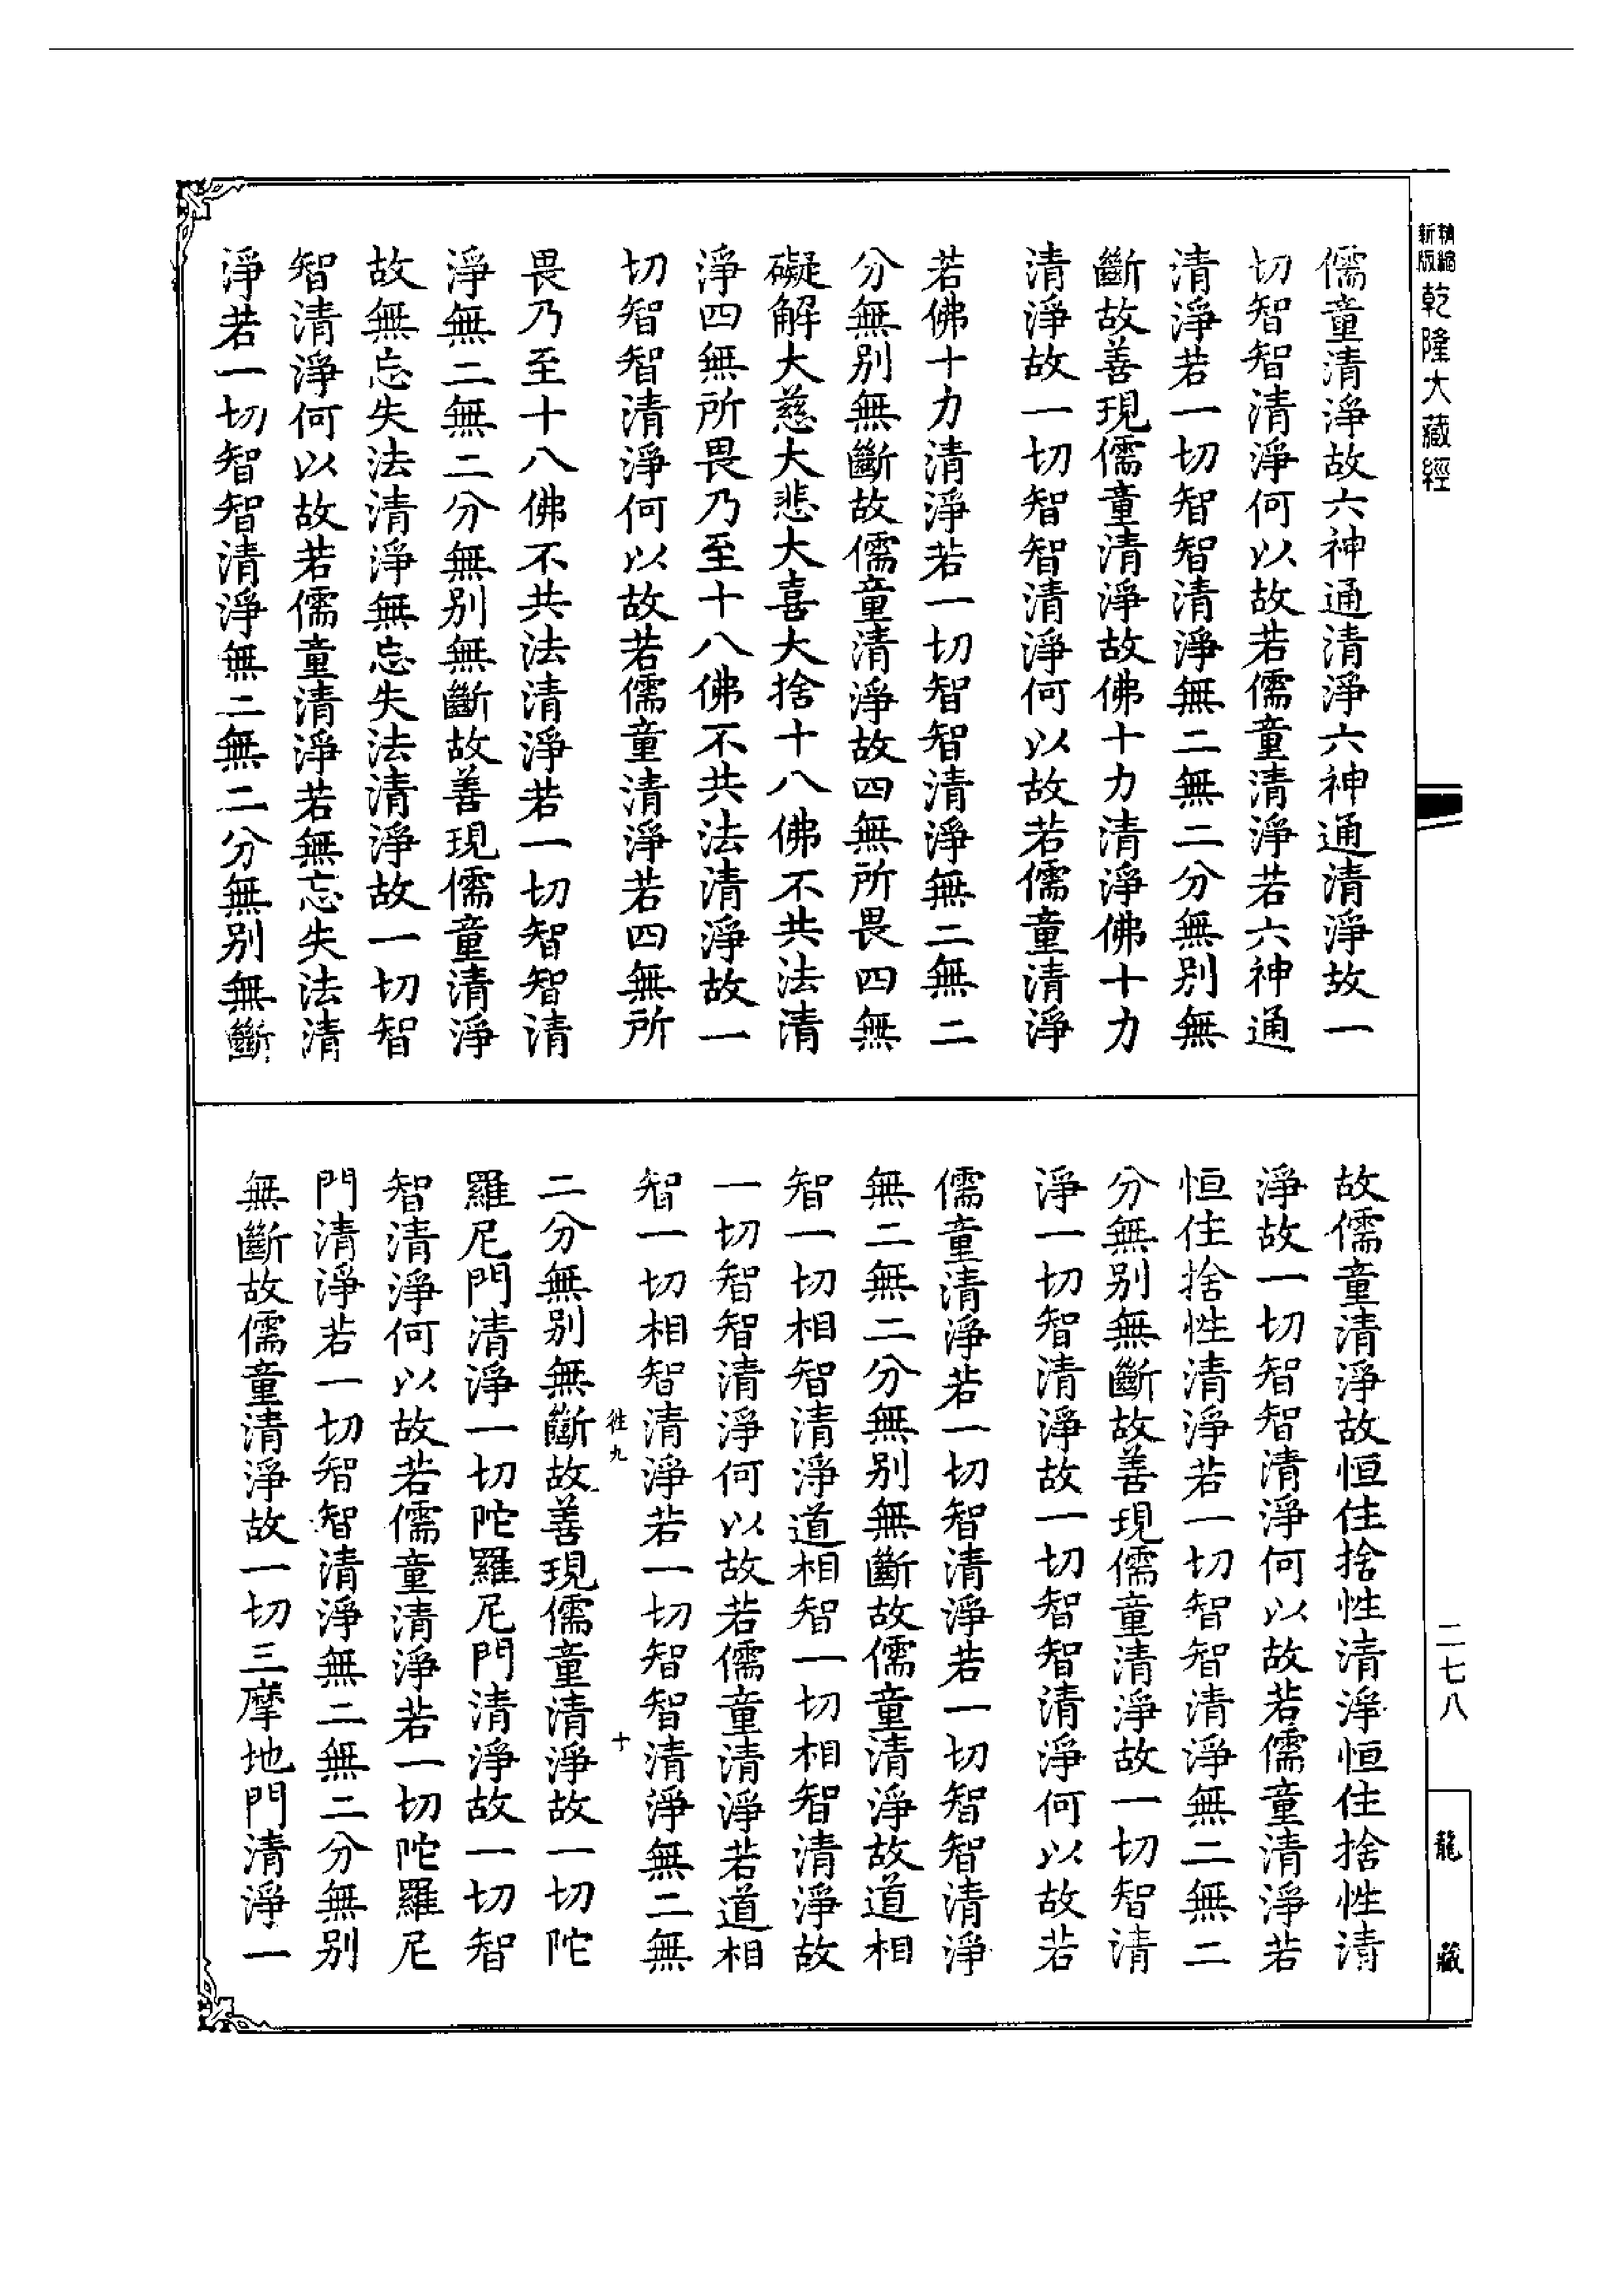 精縮
新版
乾隆大藏經
儒童清淨故六神通清淨六神通清淨故一
切智智清淨何以故若儒童清淨若六神通
清淨若一切智智清淨無二無二分無別無
斷故善現儒童清淨故佛十力清淨佛十力
清淨故一切智智清淨何以故若儒童清淨
若佛十力清淨若一切智智清淨無二無二
分無別無斷故儒童清淨故四無所畏四無
礙解大慈大悲大喜大捨十八佛不共法清
淨四無所畏乃至十八佛不共法清淨故一
切智智清淨何以故若儒童清淨若四無所
畏乃至十八佛不共法清淨若一切智智清
淨無二無二分無別無斷故善現儒童清淨
故無忘失法清淨無忘失法清淨故一切智
智清淨何以故若儒童清淨若無忘失法清
淨若一切智智清淨無二無二分無別無斷
故儒童清淨故恒住捨性清淨恒住捨性清
淨故一切智智清淨何以故若儒童清淨若
恒住捨性清淨若一切智智清淨無二無二
分無別無斷故善現儒童清淨故一切智清
淨一切智清淨故一切智智清淨何以故若
儒童清淨若一切智清淨若一切智智清淨
無二無二分無別無斷故儒童清淨故道相
智一切相智清淨道相智一切相智清淨故
一切智智清淨何以故若儒童清淨若道相
智一切相智清淨若一切智智清淨無二無
二分無別無斷故善現儒童清淨故一切陀
羅尼門清淨一切陀羅尼門清淨故一切智
智清淨何以故若儒童清淨若一切陀羅尼
門清淨若一切智智清淨無二無二分無別
無斷故儒童清淨故一切三摩地門清淨一
九
十
二七八
龍藏